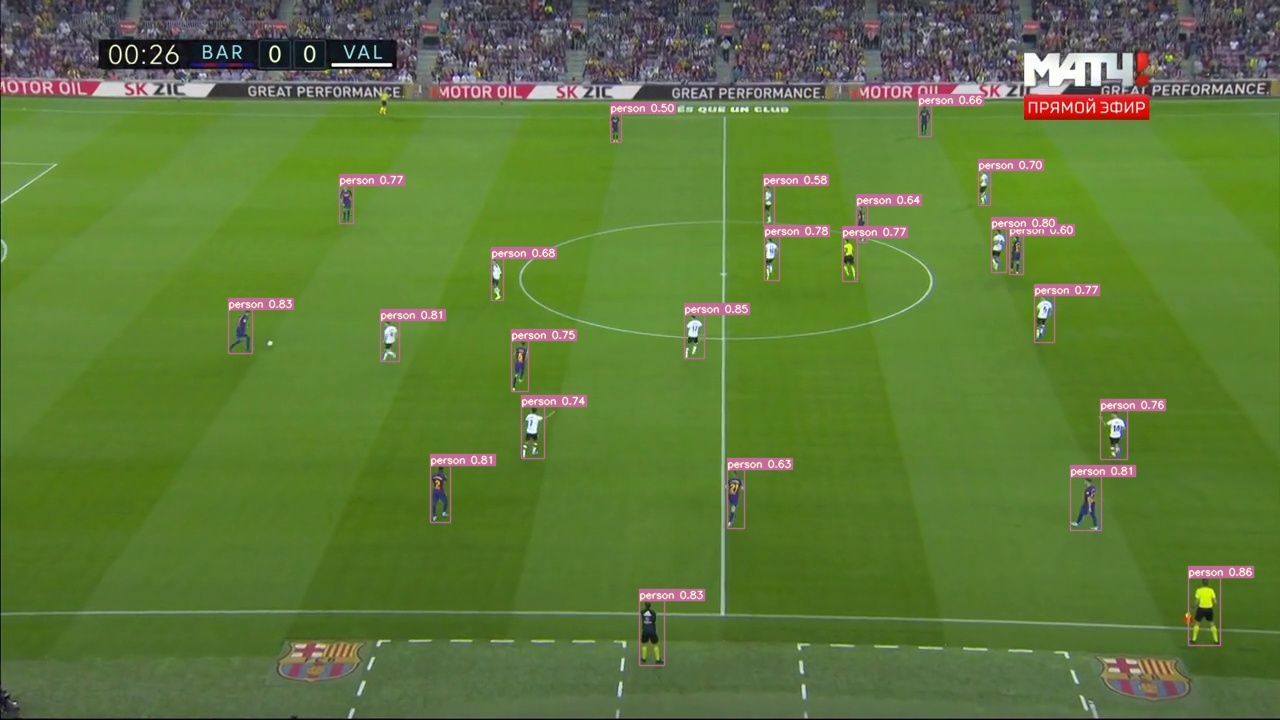 00:26 BAR 0 0 VAL
МАТЧ!
ПРЯМОЙ ЭФИР
MOTOR OIL SK ZIC GREAT PERFORMANCE. MOTOR OIL SK ZIC GREAT PERFORMANCE. MOTOR OIL SK ZIC GREAT PERFORMANCE.
person 0.50
ÉS QUE UN CLUB
person 0.66
person 0.70
person 0.77
person 0.58
person 0.64
person 0.80
person 0.60
person 0.78
person 0.77
person 0.68
person 0.77
person 0.83
person 0.85
person 0.81
person 0.75
person 0.74
person 0.76
person 0.81
person 0.63
person 0.81
person 0.86
person 0.83
2
21